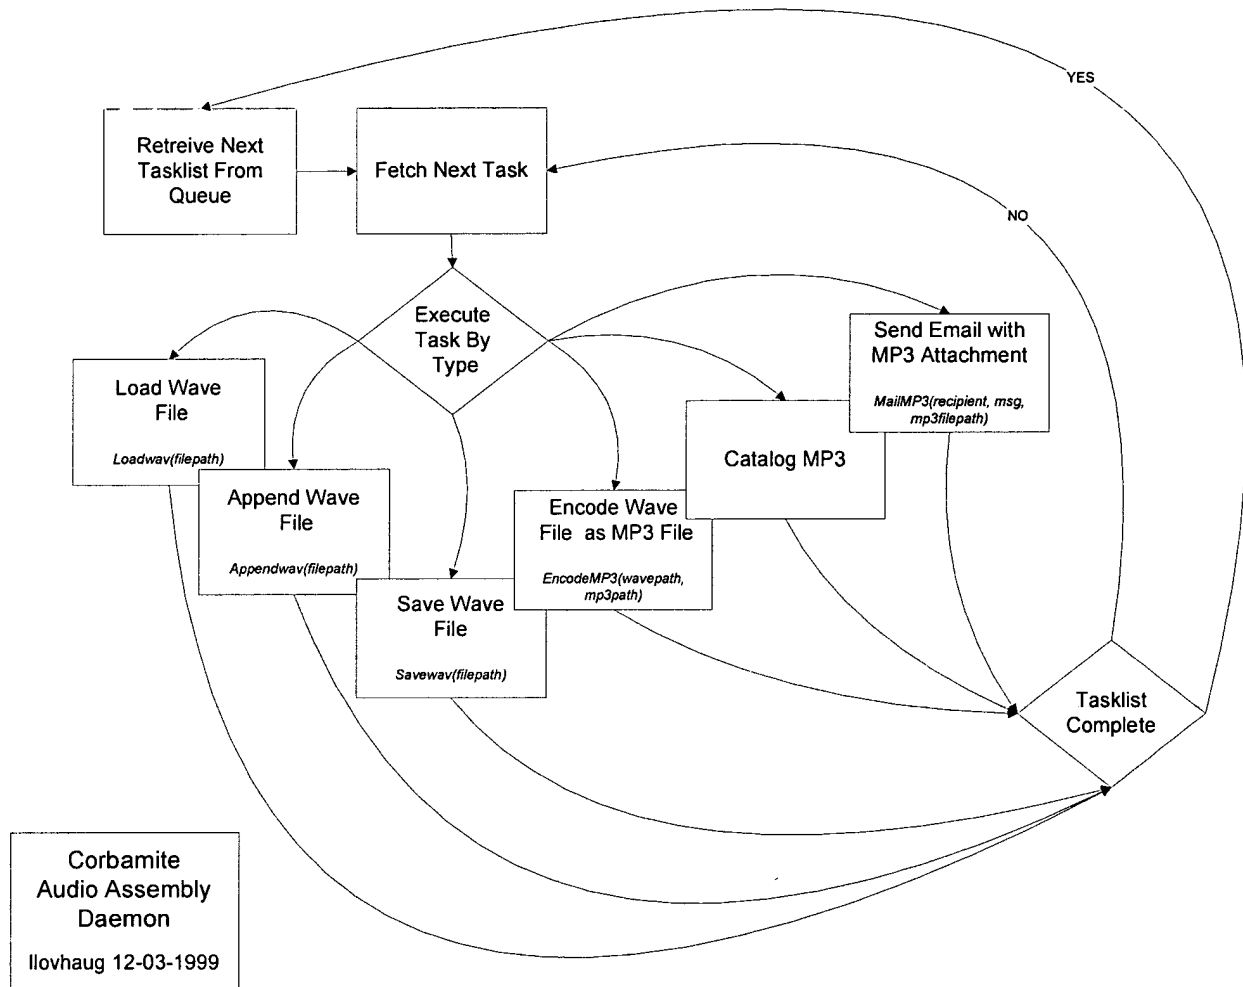 YES
Retreive Next
Tasklist From
Queue
Fetch Next Task
NO
Execute
Task By
Type
Send Email with
MP3 Attachment
MailMP3(recipient, msg,
mp3filepath)
Load Wave
File
Loadwav(filepath)
Catalog MP3
Append Wave
File
Appendwav(filepath)
Encode Wave
File as MP3 File
EncodeMP3(wavepath,
mp3path)
Save Wave
File
Savewav(filepath)
Tasklist
Complete
Corbamite
Audio Assembly
Daemon
llovhaug 12-03-1999